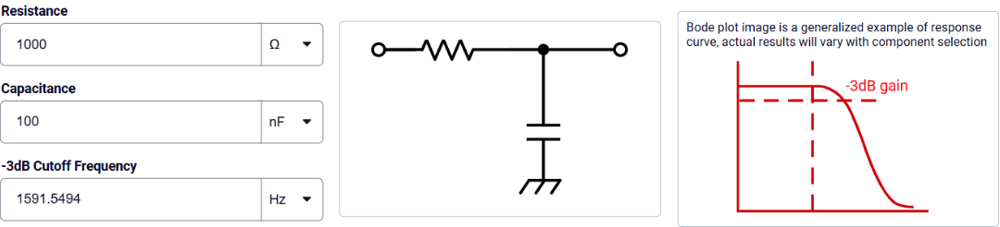 Resistance
1000 Ω
Capacitance
100 nF
-3dB Cutoff Frequency
1591.5494 Hz
Bode plot image is a generalized example of response
curve, actual results will vary with component selection
-3dB gain